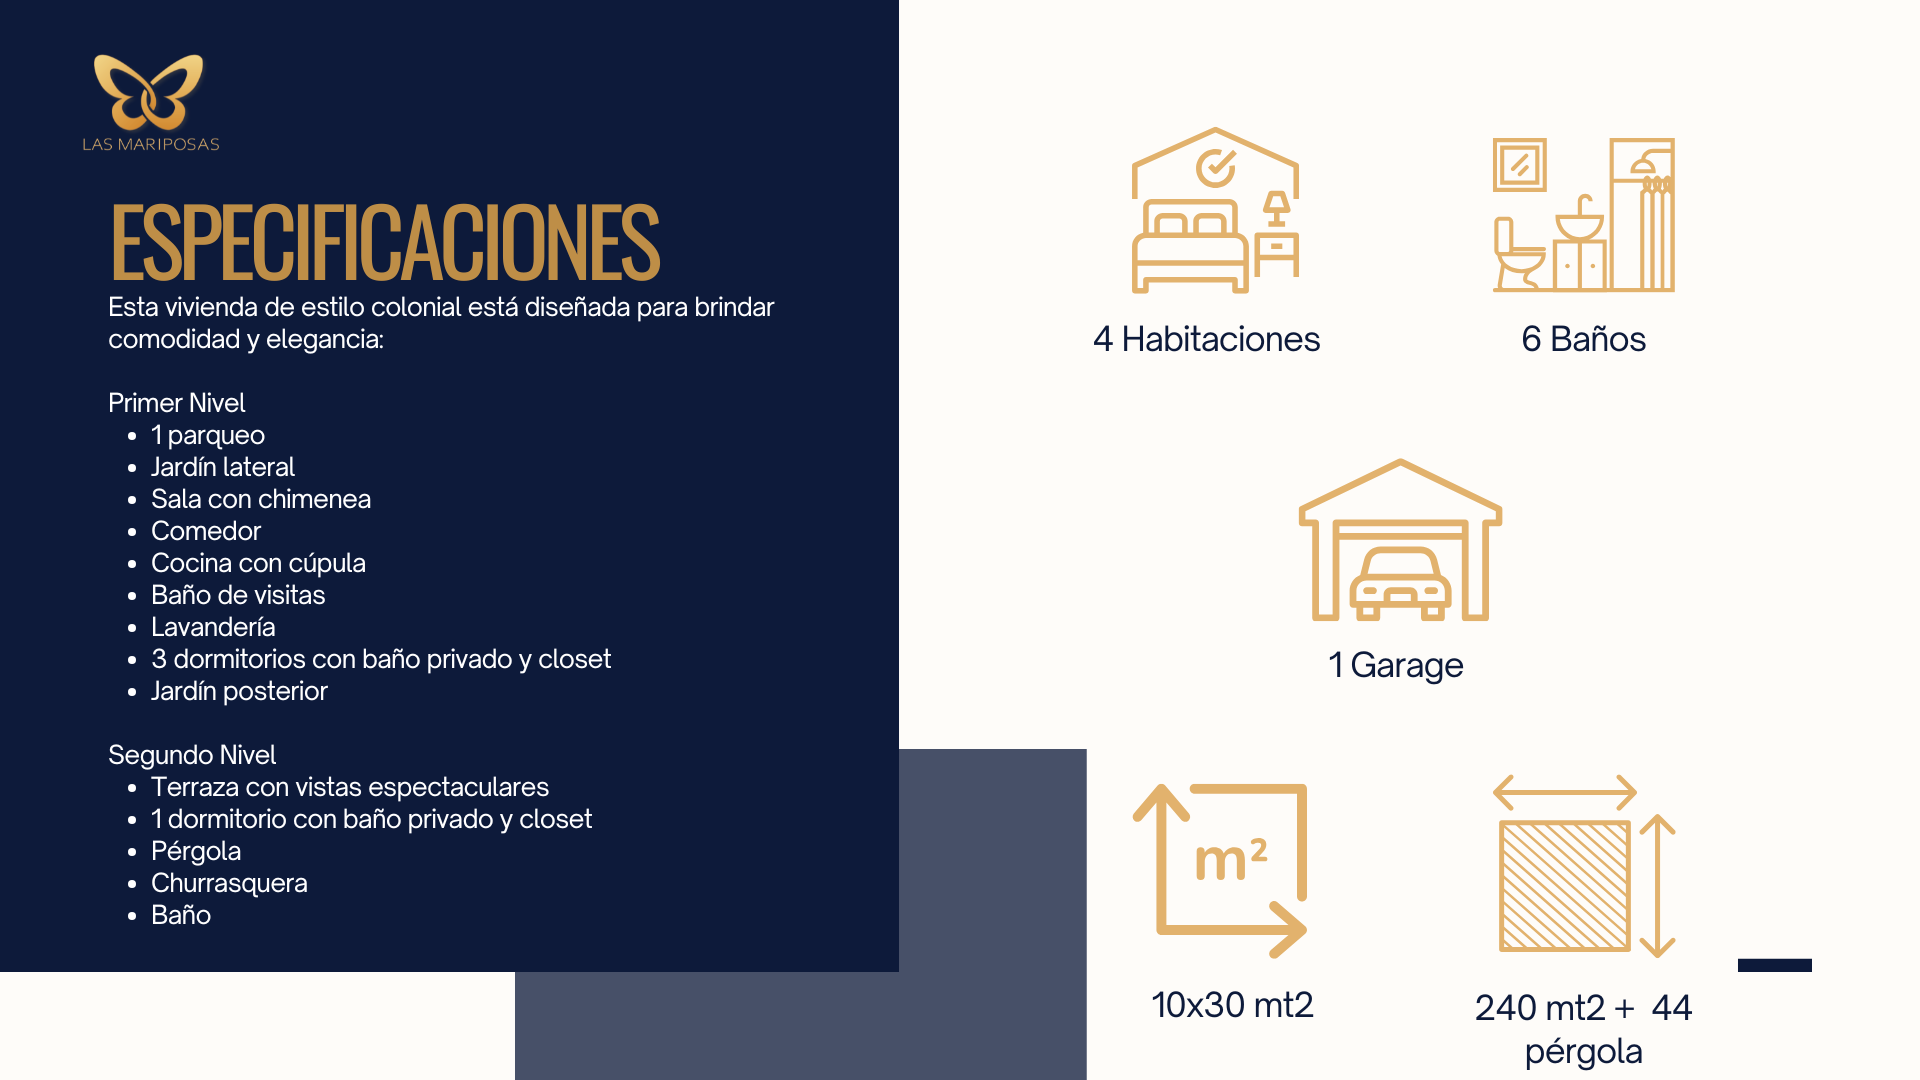 LAS MARIPOSAS
ESPECIFICACIONES
Esta vivienda de estilo colonial está diseñada para brindar
comodidad y elegancia:
Primer Nivel
• 1 parqueo
• Jardín lateral
• Sala con chimenea
• Comedor
• Cocina con cúpula
• Baño de visitas
• Lavandería
• 3 dormitorios con baño privado y closet
• Jardín posterior
Segundo Nivel
• Terraza con vistas espectaculares
• 1 dormitorio con baño privado y closet
• Pérgola
• Churrasquera
• Baño
4 Habitaciones
6 Baños
1 Garage
m²
10x30 mt2
240 mt2 + 44
pérgola